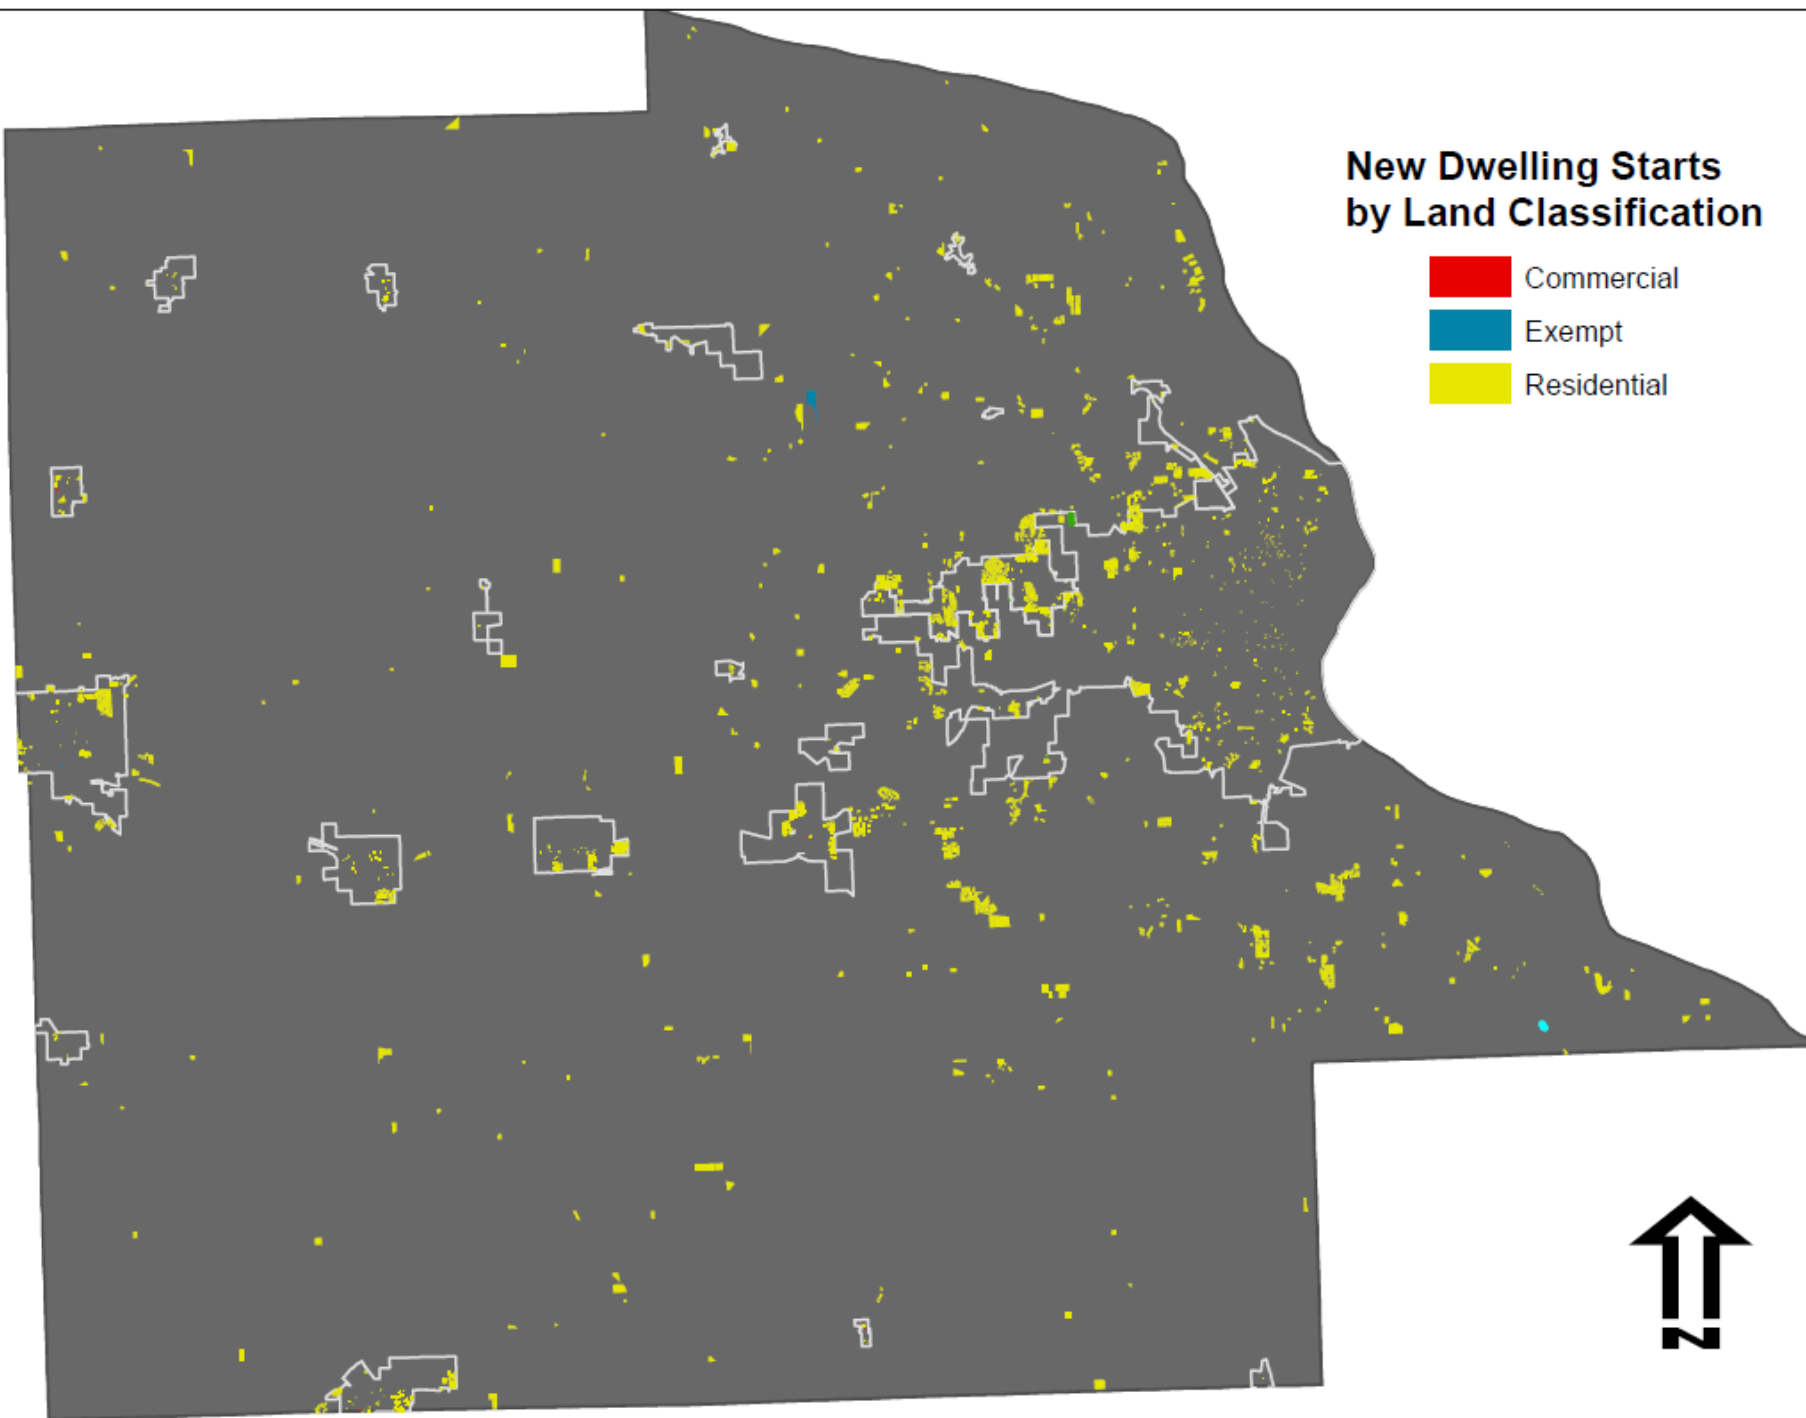 New Dwelling Starts
by Land Classification
Commercial
Exempt
Residential
N